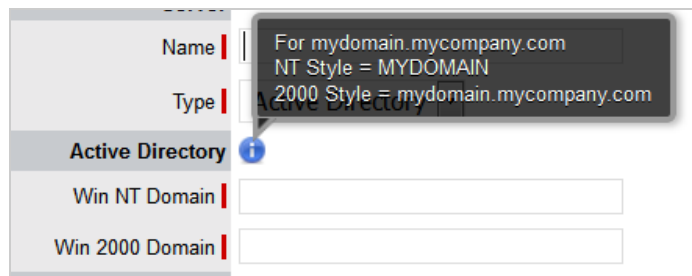 Name
For mydomain.mycompany.com
NT Style = MYDOMAIN
2000 Style = mydomain.mycompany.com
Type
Active Directory
Active Directory
Win NT Domain
Win 2000 Domain